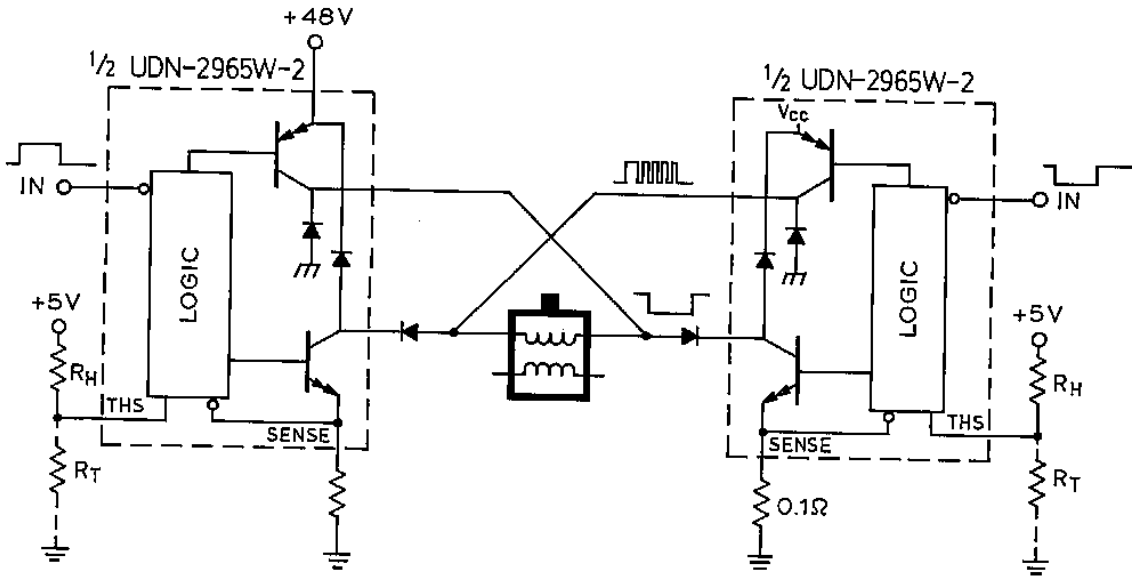 +48V
½ UDN-2965W-2
½ UDN-2965W-2
Vcc
IN
IN
LOGIC
LOGIC
+5V
+5V
RH
RH
THS
THS
SENSE
SENSE
RT
RT
0.1Ω